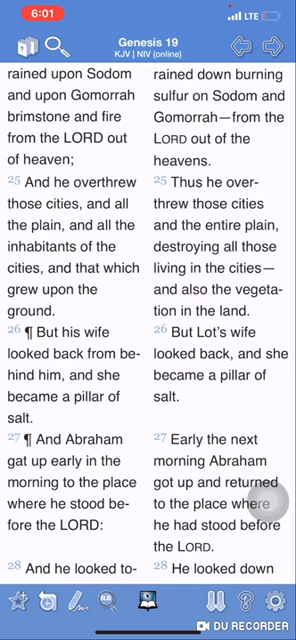 6:01
LTE
Genesis 19
KJV | NIV (online)
rained upon Sodom
and upon Gomorrah
brimstone and fire
from the LORD out
of heaven;
25 And he overthrew
those cities, and all
the plain, and all the
inhabitants of the
cities, and that which
grew upon the
ground.
26 ¶ But his wife
looked back from be-
hind him, and she
became a pillar of
salt.
27 ¶ And Abraham
gat up early in the
morning to the place
where he stood be-
fore the LORD:
28 And he looked to-
rained down burning
sulfur on Sodom and
Gomorrah—from the
LORD out of the
heavens.
25 Thus he over-
threw those cities
and the entire plain,
destroying all those
living in the cities—
and also the vegeta-
tion in the land.
26 But Lot's wife
looked back, and she
became a pillar of
salt.
27 Early the next
morning Abraham
got up and returned
to the place where
he had stood before
the LORD.
28 He looked down
DU RECORDER